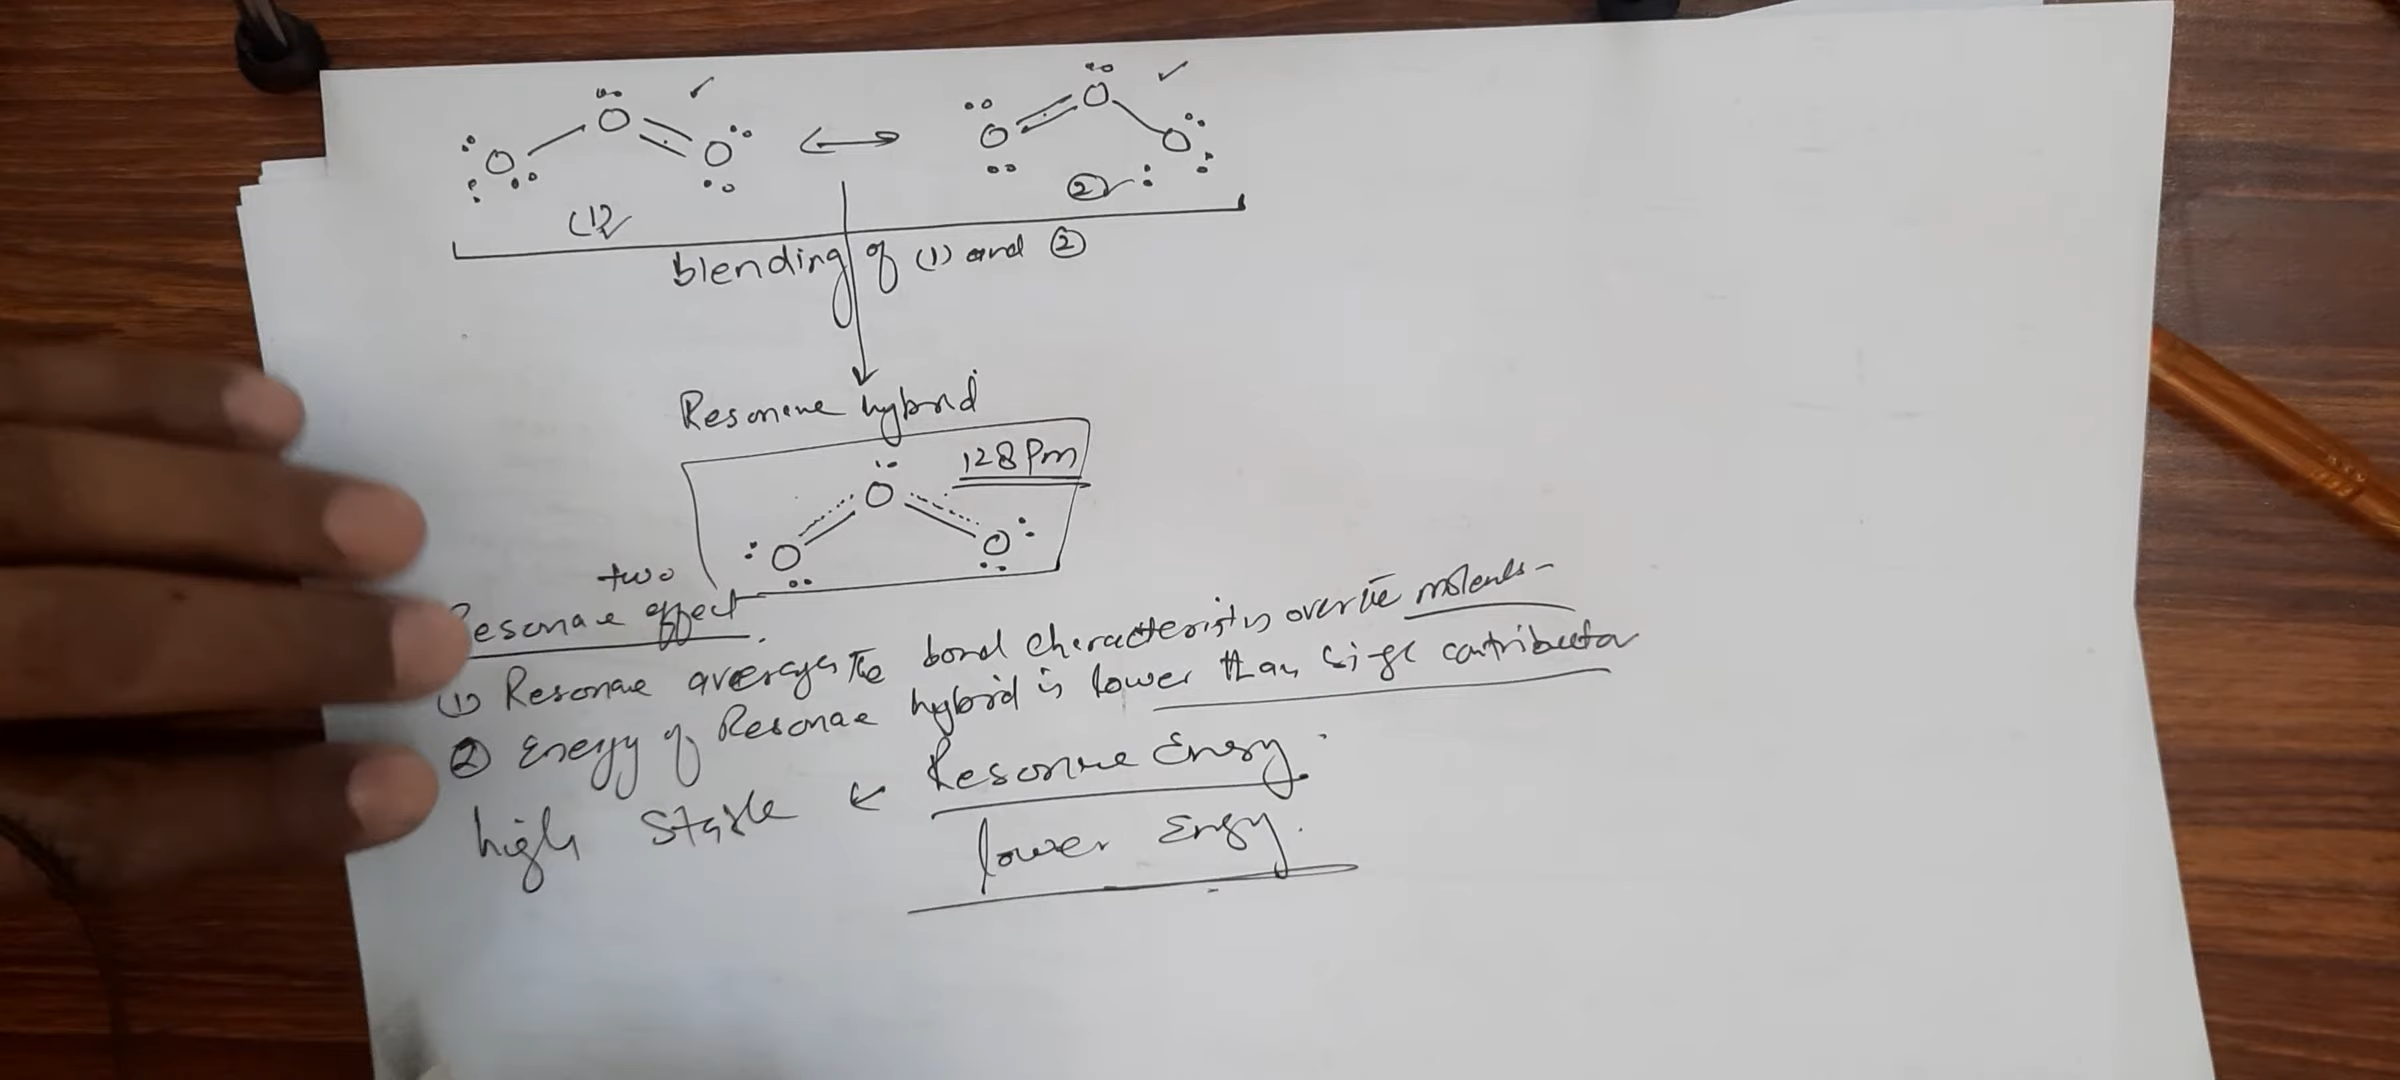 O O O ↔ O O O
(1) (2)
blending of (1) and (2)
Resonance hybrid
128 Pm
O O O
two
Resonance effect
(1) Resonance averages the bond characteristics over the molecule-
(2) Energy of Resonance hybrid is lower than single contributor
high Stable ← Resonance Energy.
lower Energy.